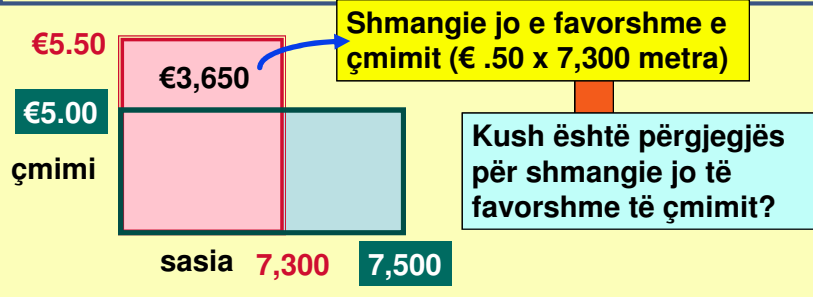 Shmangie jo e favorshme e
çmimit (€ .50 x 7,300 metra)
€5.50
€3,650
€5.00
çmimi
Kush është përgjegjës
për shmangie jo të
favorshme të çmimit?
sasia 7,300 7,500